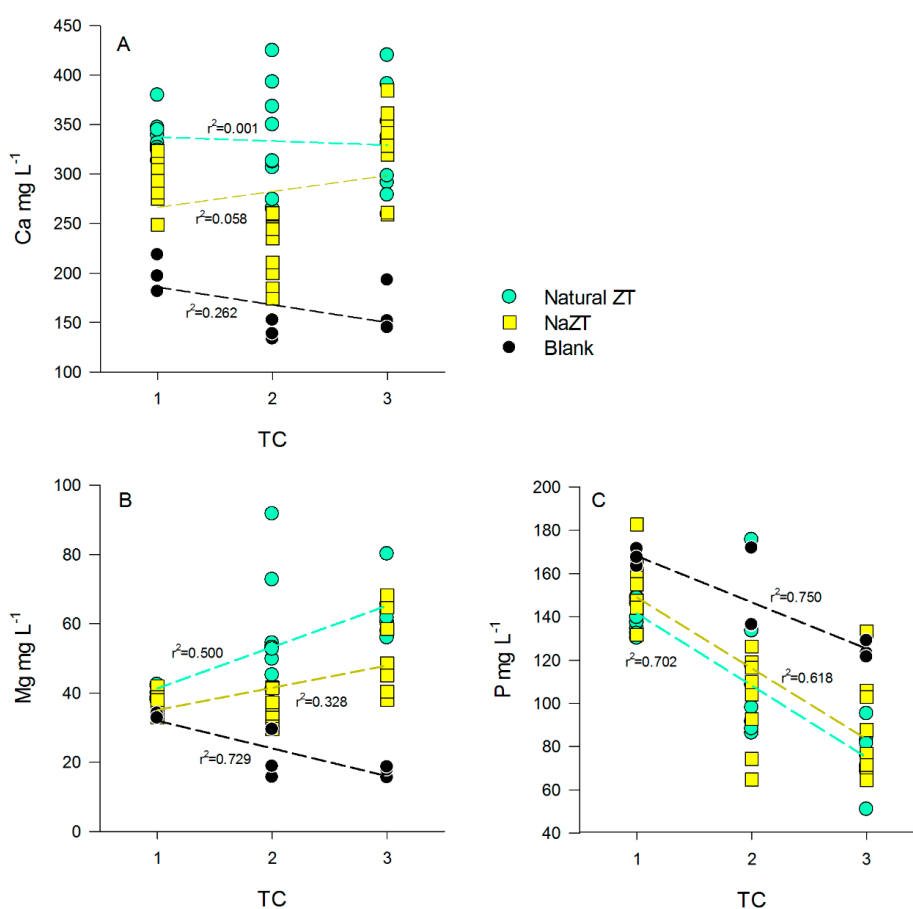 A
450
400
350
300
250
200
150
100
Ca mg L⁻¹
r²=0.001
r²=0.058
r²=0.262
1 2 3
TC
Natural ZT
NaZT
Blank
B
100
80
60
40
20
0
Mg mg L⁻¹
r²=0.500
r²=0.328
r²=0.729
1 2 3
TC
C
200
180
160
140
120
100
80
60
40
P mg L⁻¹
r²=0.750
r²=0.702
r²=0.618
1 2 3
TC